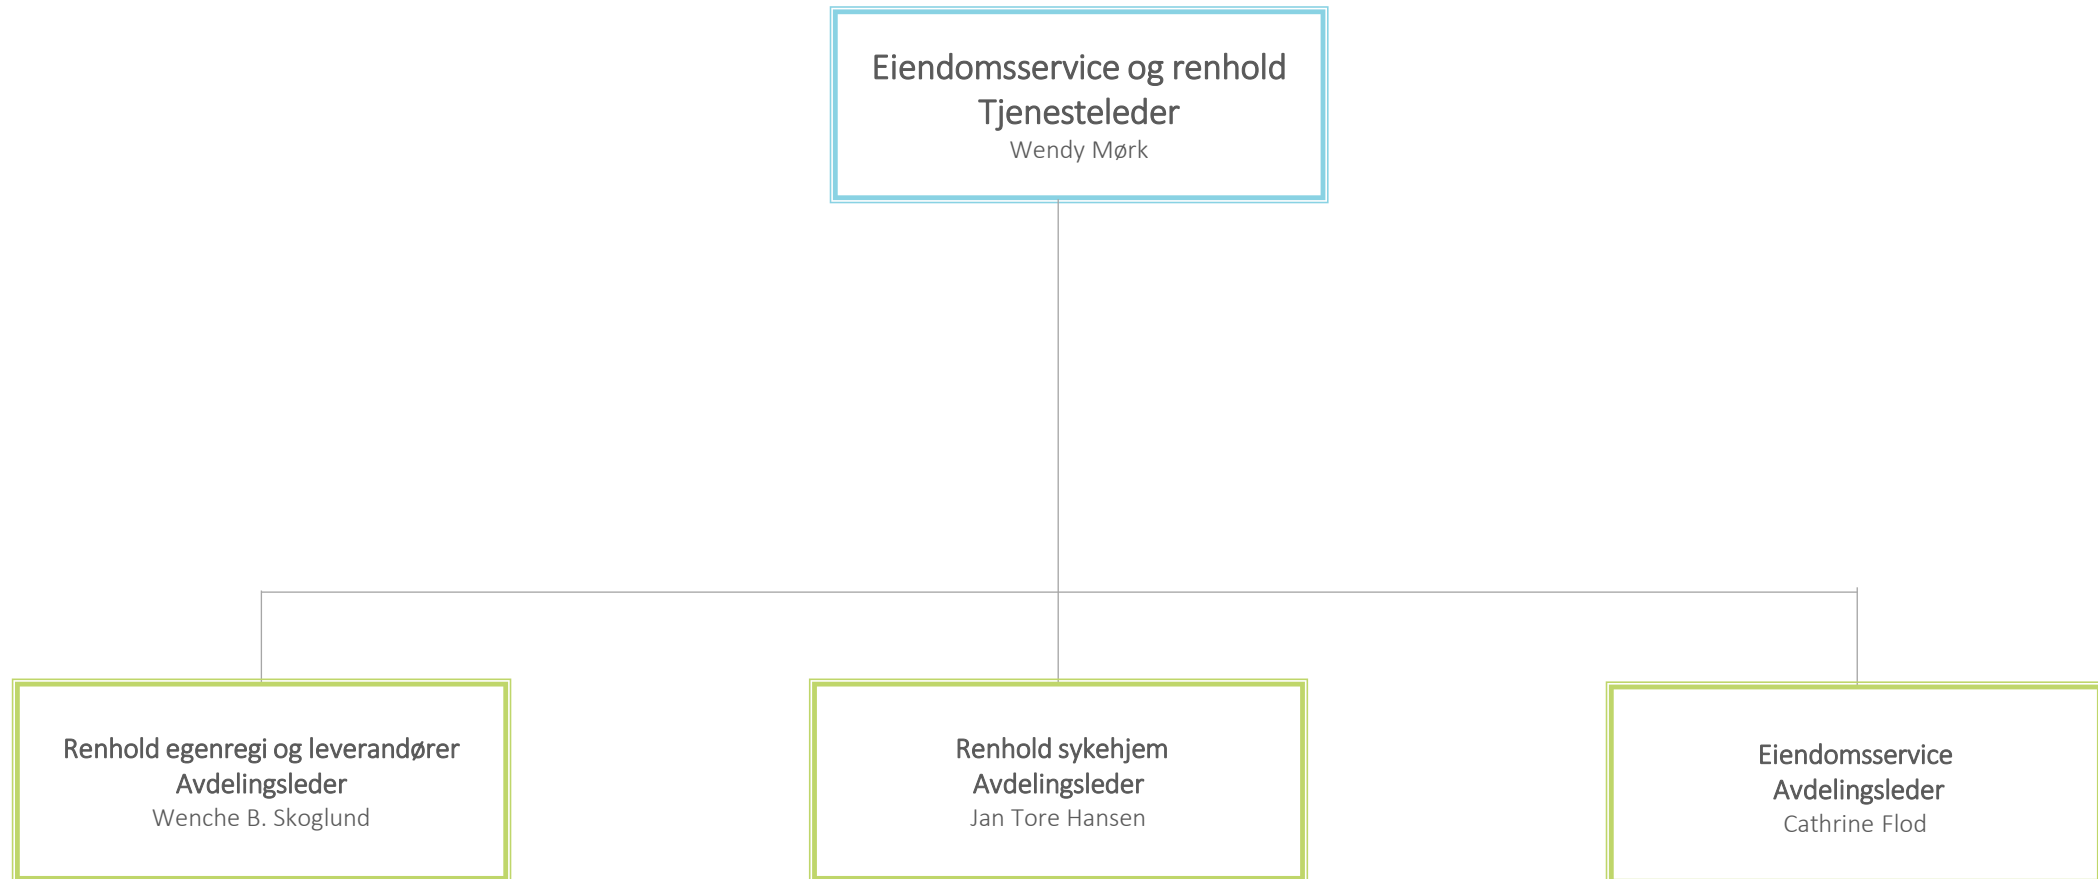 Eiendomsservice og renhold
Tjenesteleder
Wendy Mørk
Renhold egenregi og leverandører
Avdelingsleder
Wenche B. Skoglund
Renhold sykehjem
Avdelingsleder
Jan Tore Hansen
Eiendomsservice
Avdelingsleder
Cathrine Flod